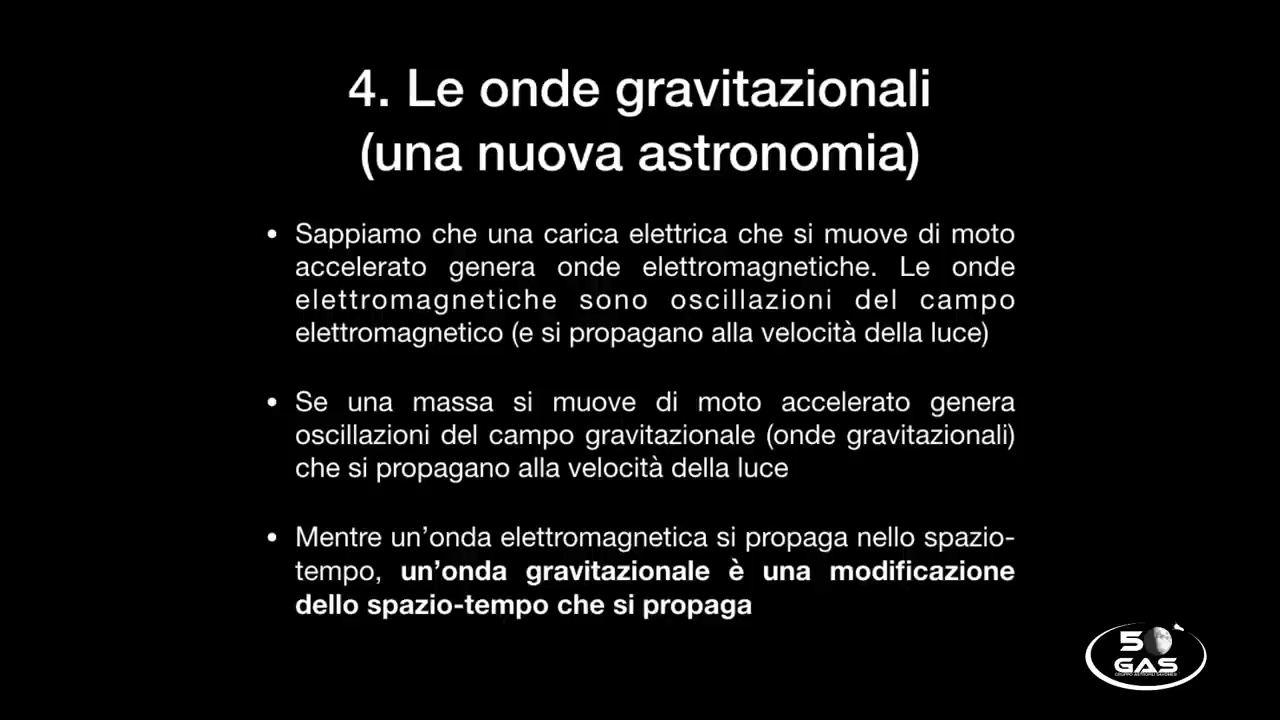 4. Le onde gravitazionali
(una nuova astronomia)
• Sappiamo che una carica elettrica che si muove di moto
accelerato genera onde elettromagnetiche. Le onde
elettromagnetiche sono oscillazioni del campo
elettromagnetico (e si propagano alla velocità della luce)
• Se una massa si muove di moto accelerato genera
oscillazioni del campo gravitazionale (onde gravitazionali)
che si propagano alla velocità della luce
• Mentre un’onda elettromagnetica si propaga nello spazio-
tempo, un’onda gravitazionale è una modificazione
dello spazio-tempo che si propaga
50
GAS
GRUPPO ASTROFILI SAVONESI